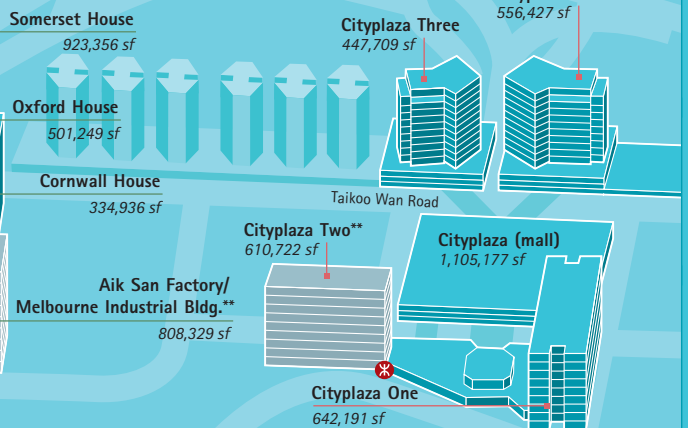 Somerset House
923,356 sf
Cityplaza Three
447,709 sf
556,427 sf
Oxford House
501,249 sf
Cornwall House
334,936 sf
Taikoo Wan Road
Cityplaza Two**
610,722 sf
Cityplaza (mall)
1,105,177 sf
Aik San Factory/
Melbourne Industrial Bldg.**
808,329 sf
Cityplaza One
642,191 sf